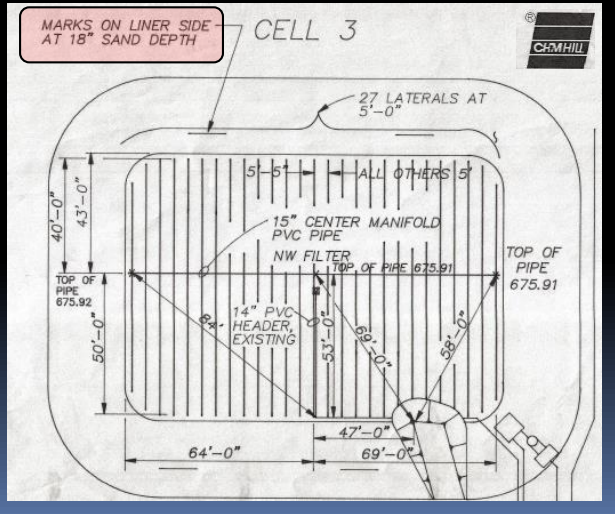 MARKS ON LINER SIDE
AT 18" SAND DEPTH
CELL 3
®
CH2M HILL
27 LATERALS AT
5'-0"
5'-5"
ALL OTHERS 5'
40'-0"
43'-0"
15" CENTER MANIFOLD
PVC PIPE
NW FILTER
TOP OF PIPE 675.91
TOP OF
PIPE
675.92
TOP OF
PIPE
675.91
84'
14" PVC
HEADER,
EXISTING
53'-0"
69'-0"
58'-0"
50'-0"
47'-0"
64'-0"
69'-0"